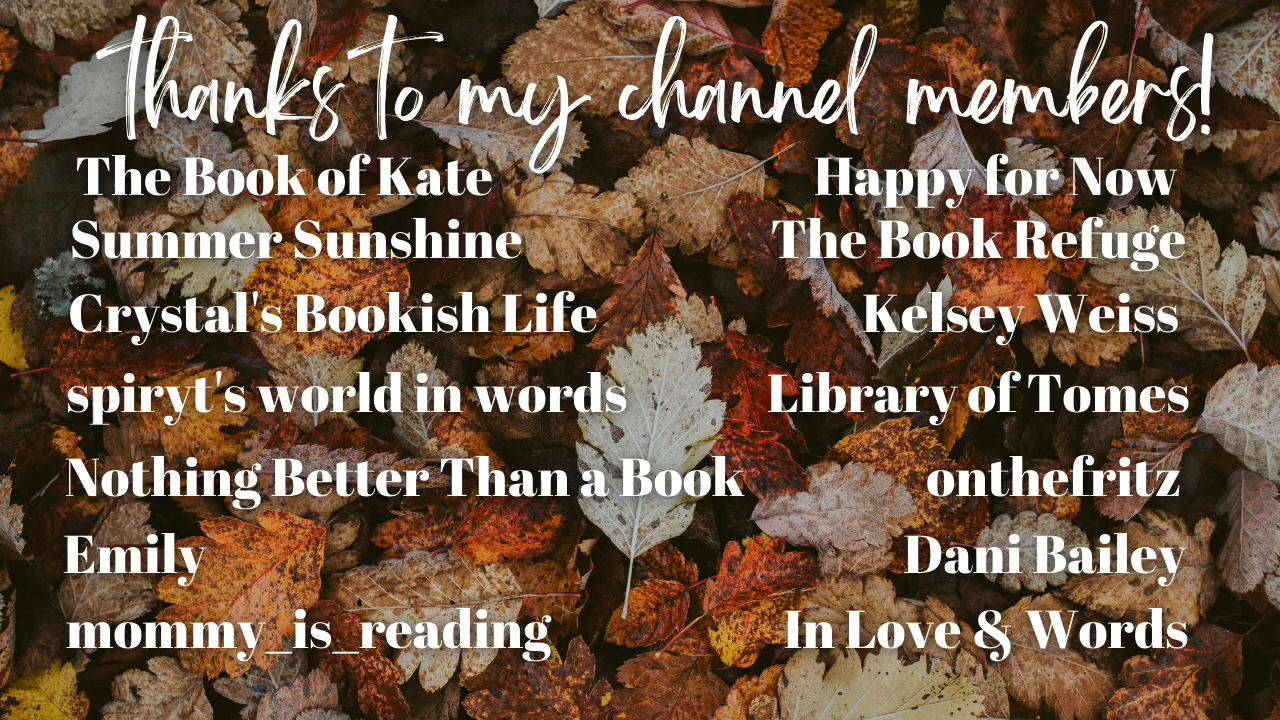 Thanks to my channel members!
The Book of Kate
Summer Sunshine
Crystal's Bookish Life
spiryt's world in words
Nothing Better Than a Book
Emily
mommy_is_reading
Happy for Now
The Book Refuge
Kelsey Weiss
Library of Tomes
onthefritz
Dani Bailey
In Love & Words